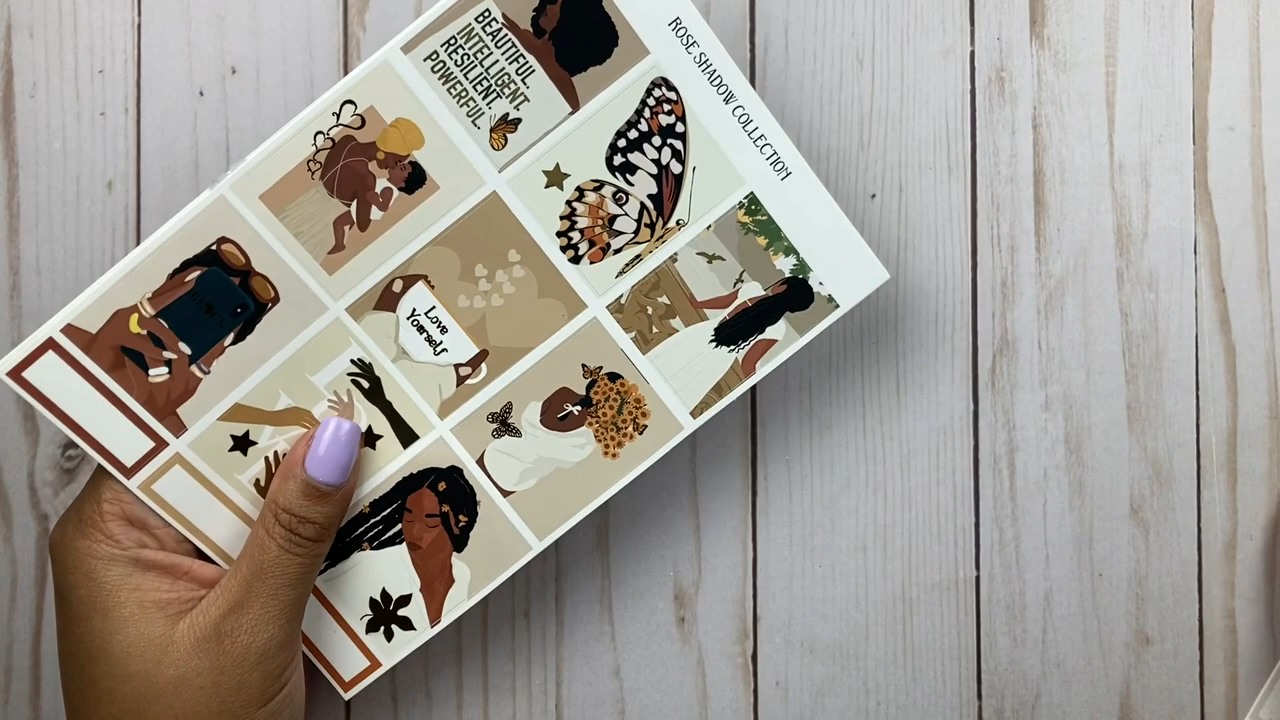 BEAUTIFUL.
INTELLIGENT.
RESILIENT.
POWERFUL.
ROSE SHADOW COLLECTION
Love
Yourself